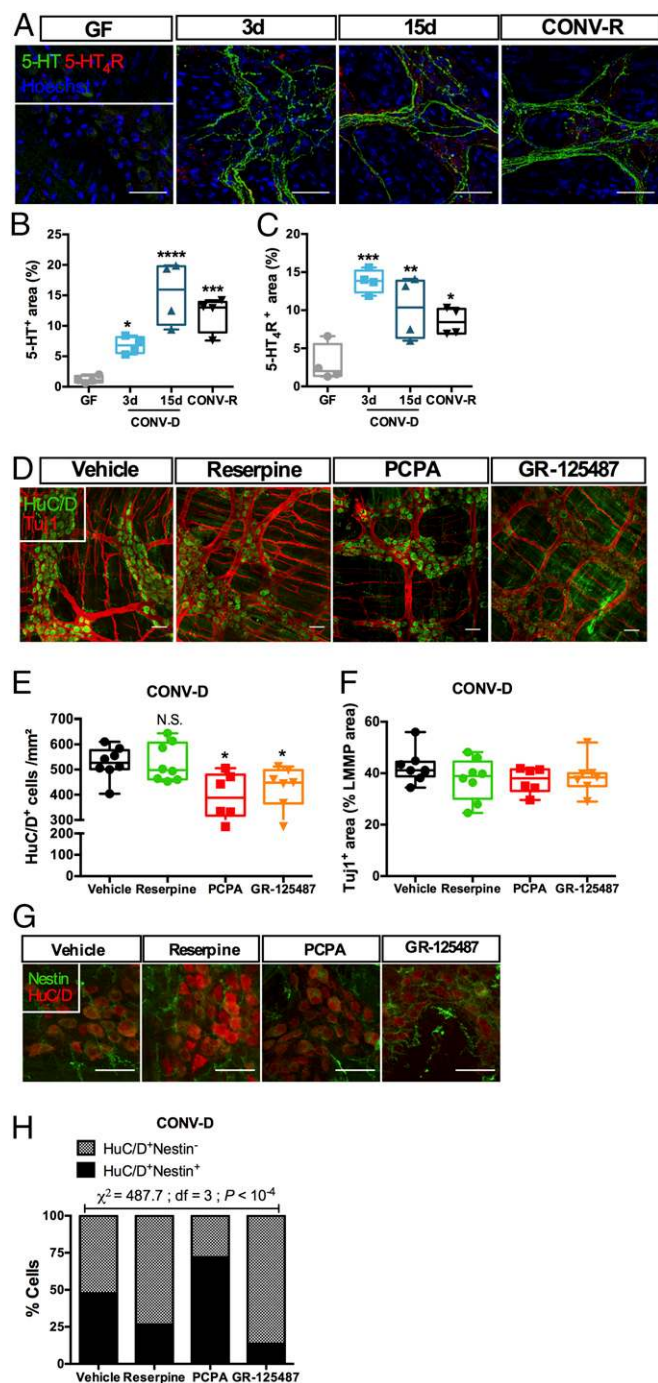 A
GF
3d
15d
CONV-R
5-HT 5-HT₄R
Hoechst
B
5-HT⁺ area (%)
25
20
15
10
5
0
*
****
***
GF
3d
15d
CONV-R
CONV-D
C
5-HT₄R⁺ area (%)
20
15
10
5
0
***
**
*
GF
3d
15d
CONV-R
CONV-D
D
Vehicle
Reserpine
PCPA
GR-125487
HuC/D
Tuj1
E
CONV-D
HuC/D⁺ cells /mm²
700
600
500
400
300
200
100
0
N.S.
*
*
Vehicle
Reserpine
PCPA
GR-125487
F
CONV-D
Tuj1⁺ area (% LMMP area)
60
40
20
0
Vehicle
Reserpine
PCPA
GR-125487
G
Vehicle
Reserpine
PCPA
GR-125487
Nestin
HuC/D
H
CONV-D
HuC/D⁺Nestin⁻
HuC/D⁺Nestin⁺
χ² = 487.7 ; df = 3 ; P < 10⁻⁴
% Cells
100
75
50
25
0
Vehicle
Reserpine
PCPA
GR-125487